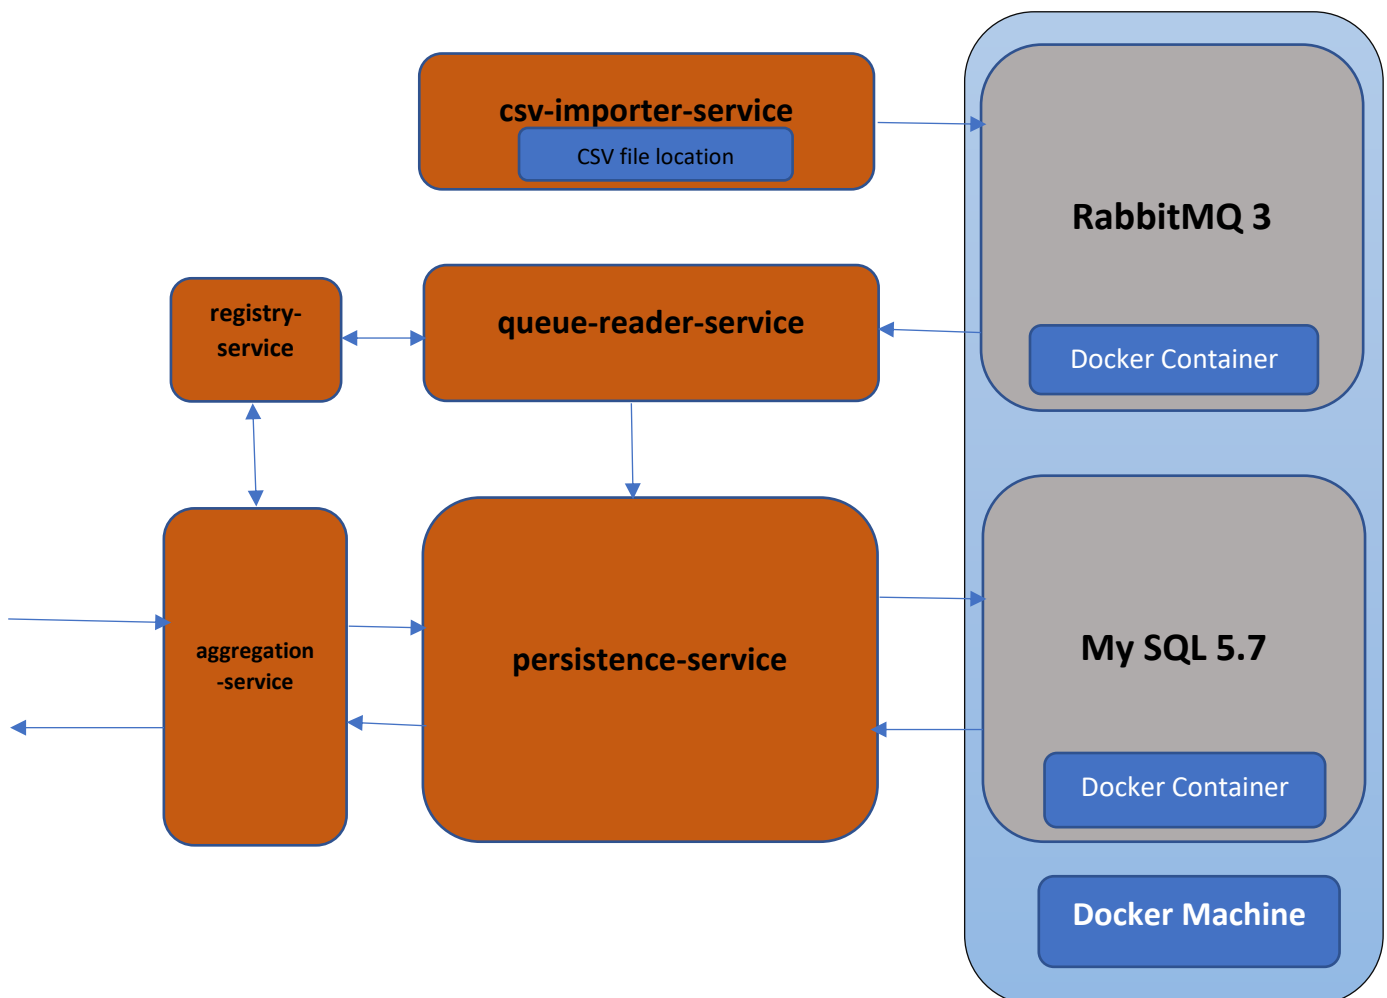 csv-importer-service
CSV file location
RabbitMQ 3
Docker Container
registry-
service
queue-reader-service
aggregation
-service
persistence-service
My SQL 5.7
Docker Container
Docker Machine